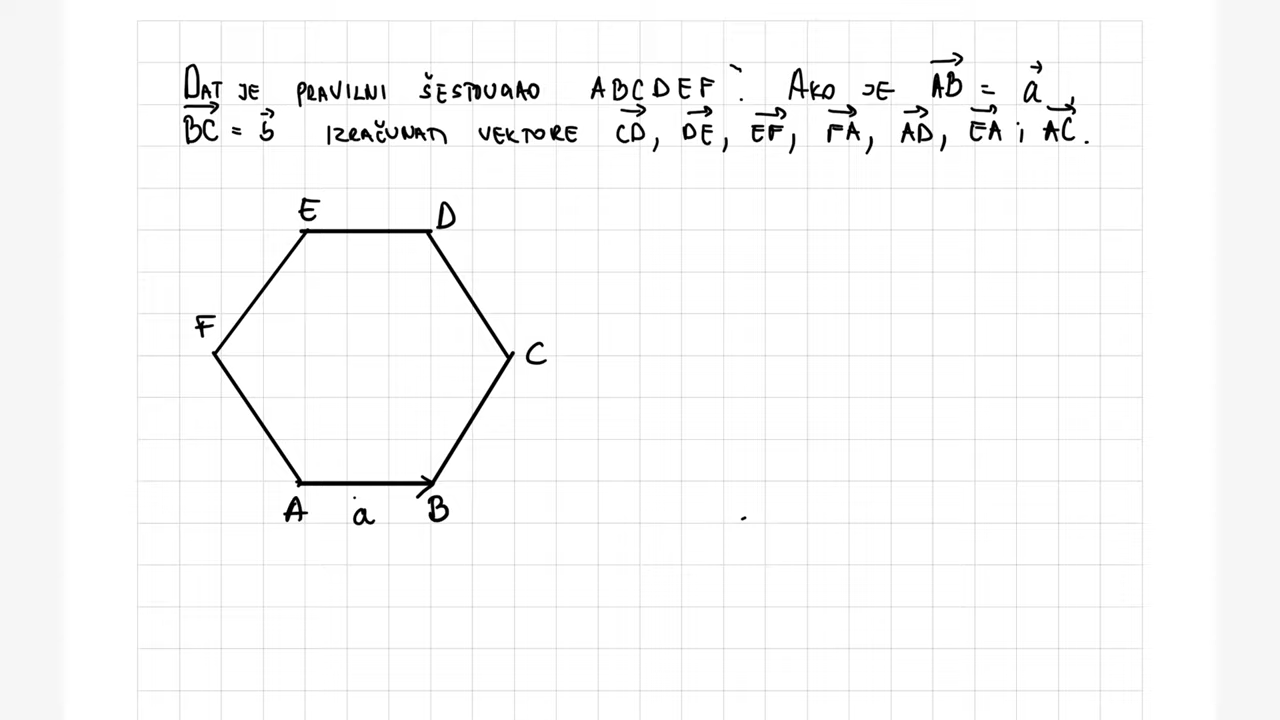 DAT JE PRAVILNI ŠESTOUGAO ABCDEF. AKO JE AB = a,
BC = b IZRAČUNATI VEKTORE CD, DE, EF, FA, AD, EA i AC.
E D
F
C
A a B